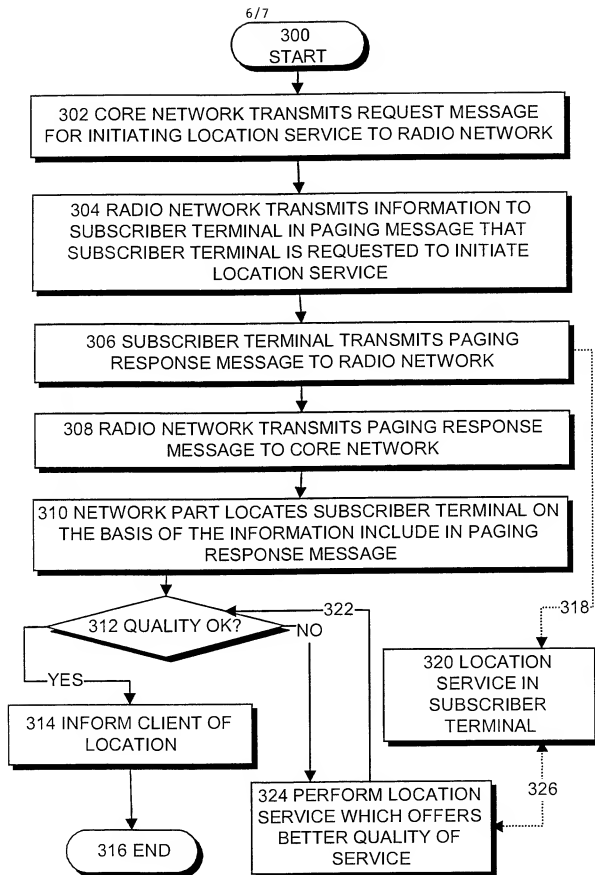 6/7
300
START
302 CORE NETWORK TRANSMITS REQUEST MESSAGE
FOR INITIATING LOCATION SERVICE TO RADIO NETWORK
304 RADIO NETWORK TRANSMITS INFORMATION TO
SUBSCRIBER TERMINAL IN PAGING MESSAGE THAT
SUBSCRIBER TERMINAL IS REQUESTED TO INITIATE
LOCATION SERVICE
306 SUBSCRIBER TERMINAL TRANSMITS PAGING
RESPONSE MESSAGE TO RADIO NETWORK
308 RADIO NETWORK TRANSMITS PAGING RESPONSE
MESSAGE TO CORE NETWORK
310 NETWORK PART LOCATES SUBSCRIBER TERMINAL ON
THE BASIS OF THE INFORMATION INCLUDE IN PAGING
RESPONSE MESSAGE
322
318
312 QUALITY OK?
NO
YES
320 LOCATION
SERVICE IN
SUBSCRIBER
TERMINAL
314 INFORM CLIENT OF
LOCATION
326
324 PERFORM LOCATION
SERVICE WHICH OFFERS
BETTER QUALITY OF
SERVICE
316 END